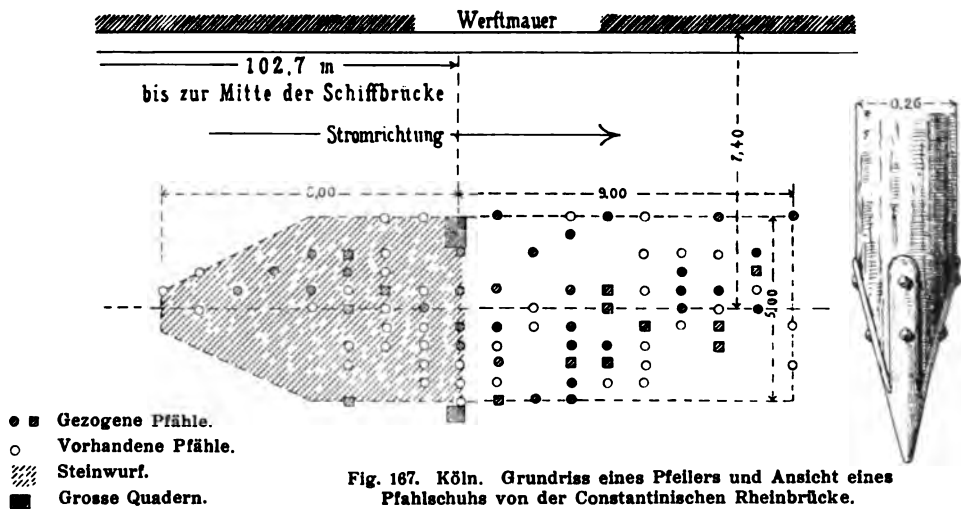 Werftmauer
102,7 m
bis zur Mitte der Schiffbrücke
Stromrichtung
7,40
0,26
9,00
5,00
Gezogene Pfähle.
Vorhandene Pfähle.
Steinwurf.
Grosse Quadern.
Fig. 167. Köln. Grundriss eines Pfeilers und Ansicht eines
Pfahlschuhs von der Constantinischen Rheinbrücke.